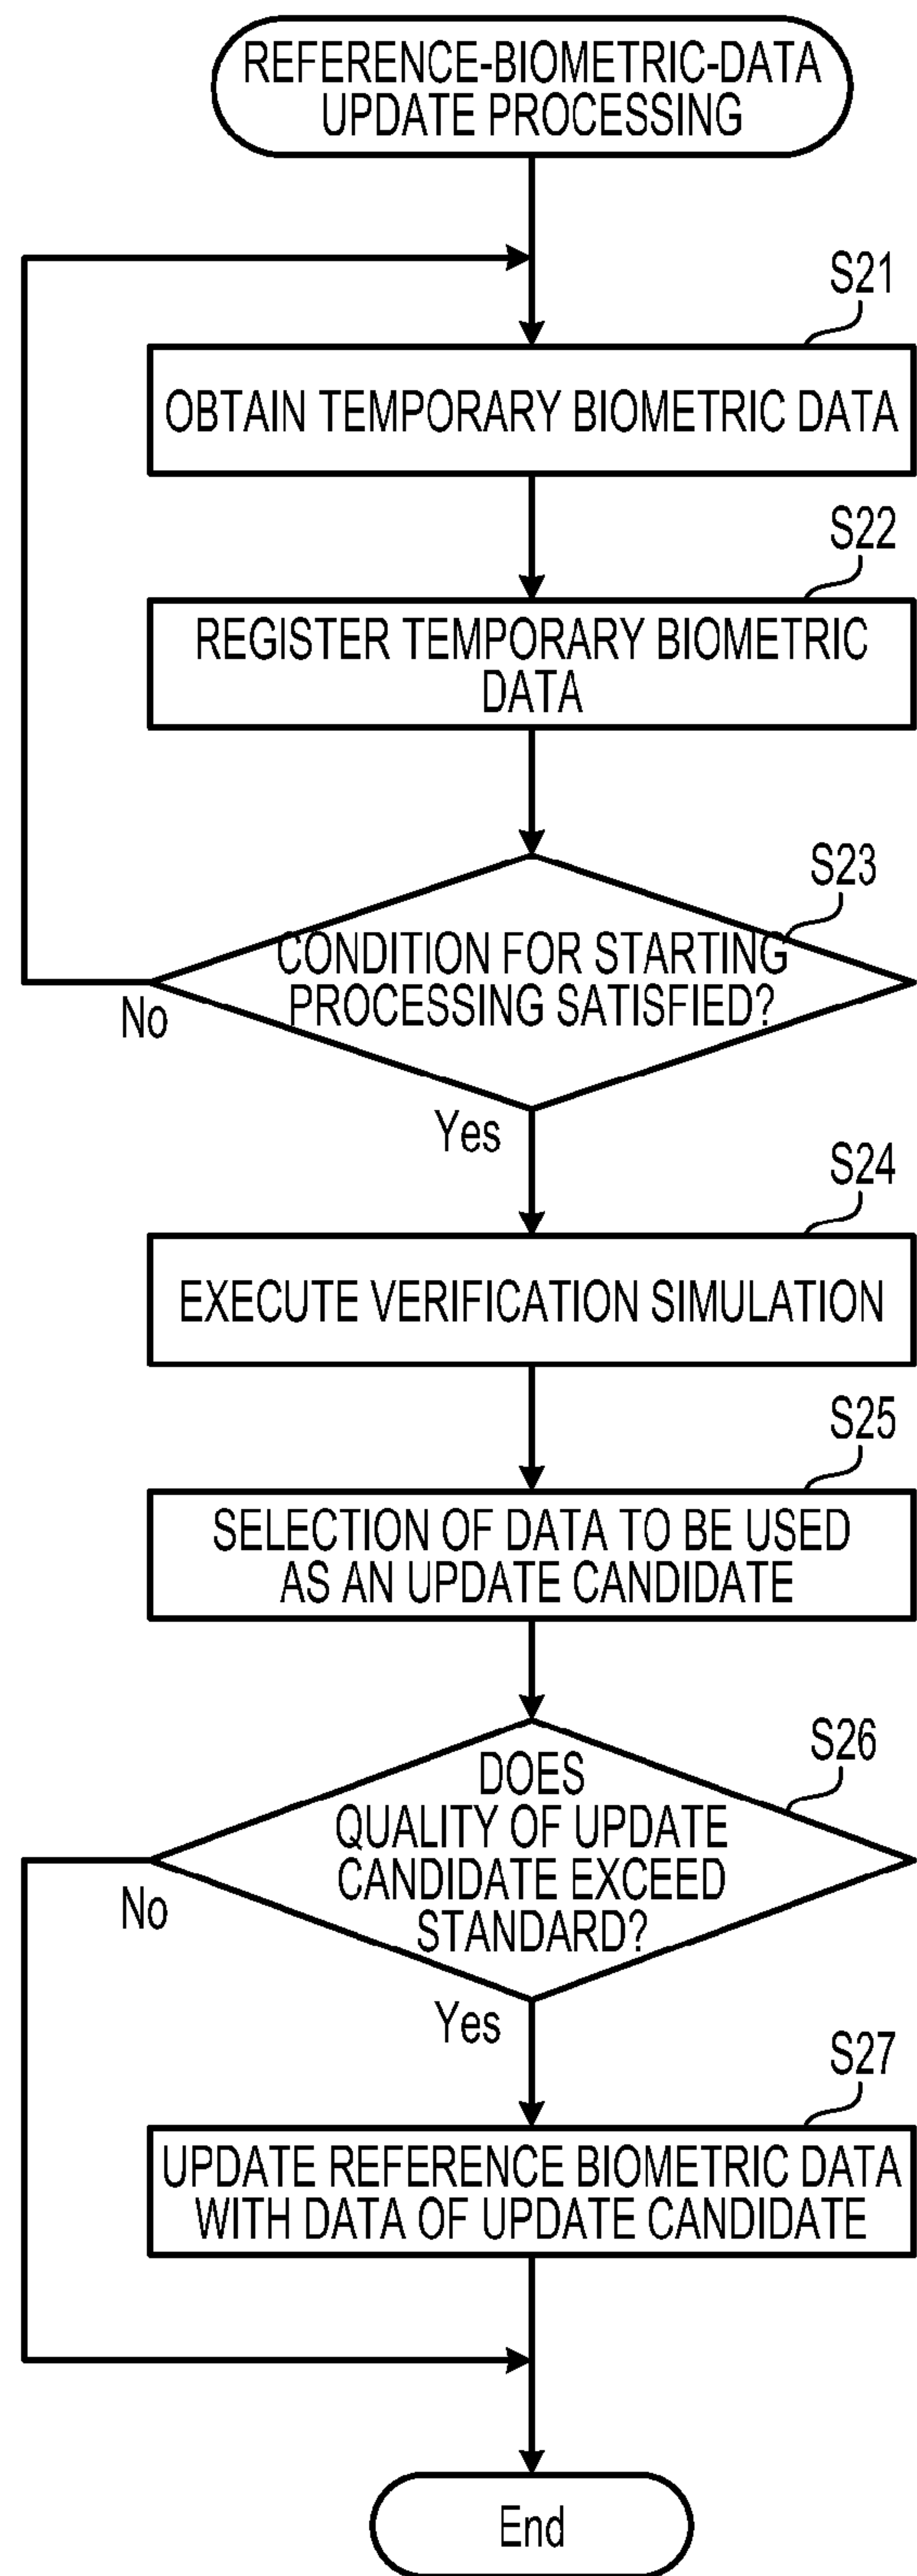 REFERENCE-BIOMETRIC-DATA
UPDATE PROCESSING
S21
OBTAIN TEMPORARY BIOMETRIC DATA
S22
REGISTER TEMPORARY BIOMETRIC
DATA
S23
CONDITION FOR STARTING
PROCESSING SATISFIED?
No
Yes
S24
EXECUTE VERIFICATION SIMULATION
S25
SELECTION OF DATA TO BE USED
AS AN UPDATE CANDIDATE
S26
DOES
QUALITY OF UPDATE
CANDIDATE EXCEED
STANDARD?
No
Yes
S27
UPDATE REFERENCE BIOMETRIC DATA
WITH DATA OF UPDATE CANDIDATE
End